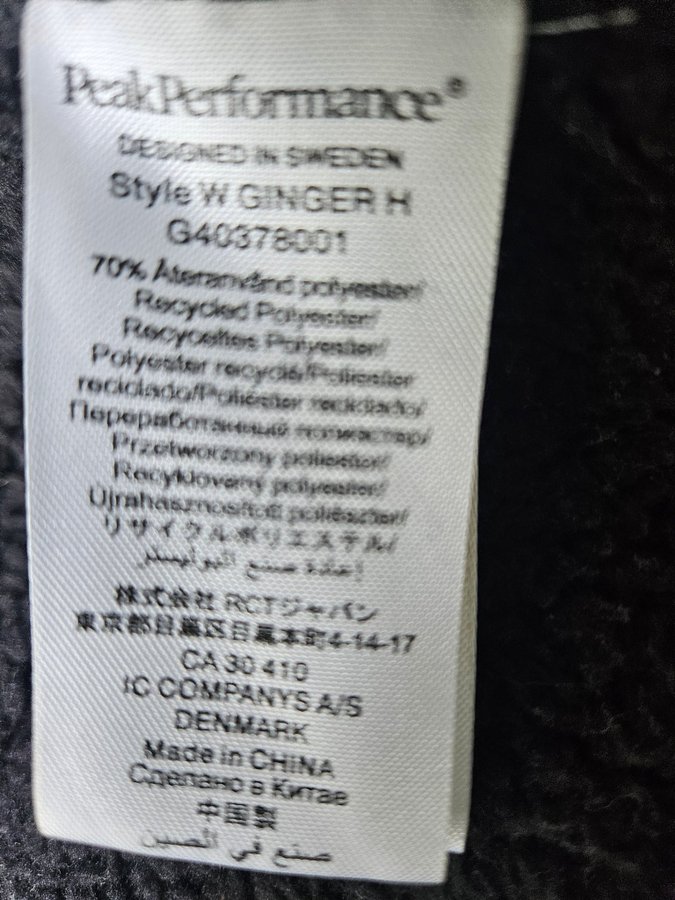 PeakPerformance®
DESIGNED IN SWEDEN
Style W GINGER H
G40378001
70% Återanvänd polyester/
Recycled Polyester/
Recyceltes Polyester/
Polyester recyclé/Poliester
reciclado/Poliéster reciclado/
Переработанный полиэстер/
Przetworzony poliester/
Recyklovaný polyester/
Újrahasznosított poliészter/
リサイクルポリエステル/
إعادة صنع البوليستر
株式会社 RCTジャパン
東京都目黒区目黒本町4-14-17
CA 30 410
IC COMPANYS A/S
DENMARK
Made in CHINA
Сделано в Китае
中国製
صنع في الصين